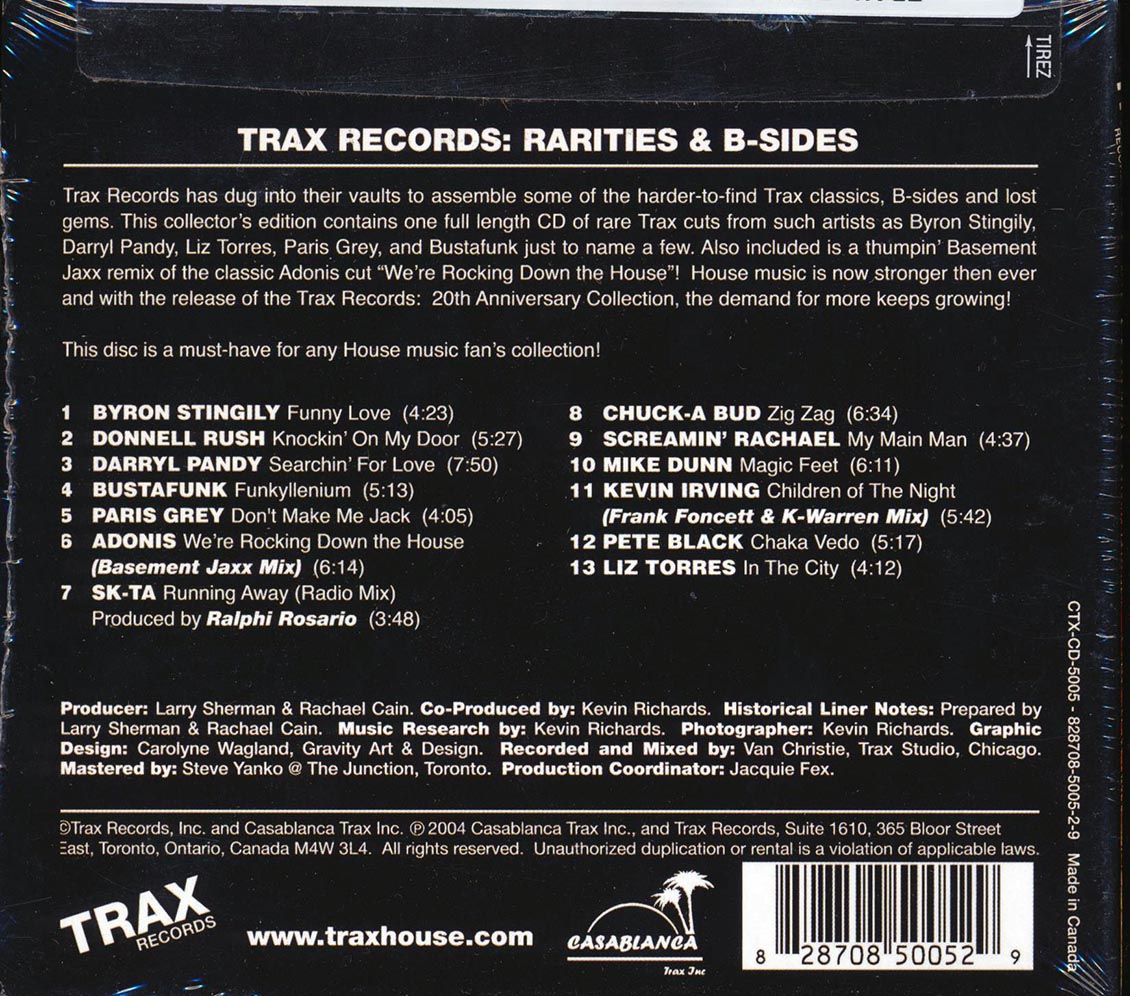 TIREZ
TRAX RECORDS: RARITIES & B-SIDES
Trax Records has dug into their vaults to assemble some of the harder-to-find Trax classics, B-sides and lost
gems. This collector's edition contains one full length CD of rare Trax cuts from such artists as Byron Stingily,
Darryl Pandy, Liz Torres, Paris Grey, and Bustafunk just to name a few. Also included is a thumpin' Basement
Jaxx remix of the classic Adonis cut "We're Rocking Down the House"! House music is now stronger then ever
and with the release of the Trax Records: 20th Anniversary Collection, the demand for more keeps growing!
This disc is a must-have for any House music fan's collection!
1 BYRON STINGILY Funny Love (4:23)
2 DONNELL RUSH Knockin' On My Door (5:27)
3 DARRYL PANDY Searchin' For Love (7:50)
4 BUSTAFUNK Funkyllenium (5:13)
5 PARIS GREY Don't Make Me Jack (4:05)
6 ADONIS We're Rocking Down the House
(Basement Jaxx Mix) (6:14)
7 SK-TA Running Away (Radio Mix)
Produced by Ralphi Rosario (3:48)
8 CHUCK-A BUD Zig Zag (6:34)
9 SCREAMIN' RACHAEL My Main Man (4:37)
10 MIKE DUNN Magic Feet (6:11)
11 KEVIN IRVING Children of The Night
(Frank Foncett & K-Warren Mix) (5:42)
12 PETE BLACK Chaka Vedo (5:17)
13 LIZ TORRES In The City (4:12)
Producer: Larry Sherman & Rachael Cain. Co-Produced by: Kevin Richards. Historical Liner Notes: Prepared by
Larry Sherman & Rachael Cain. Music Research by: Kevin Richards. Photographer: Kevin Richards. Graphic
Design: Carolyne Wagland, Gravity Art & Design. Recorded and Mixed by: Van Christie, Trax Studio, Chicago.
Mastered by: Steve Yanko @ The Junction, Toronto. Production Coordinator: Jacquie Fex.
©Trax Records, Inc. and Casablanca Trax Inc. ℗ 2004 Casablanca Trax Inc., and Trax Records, Suite 1610, 365 Bloor Street
East, Toronto, Ontario, Canada M4W 3L4. All rights reserved. Unauthorized duplication or rental is a violation of applicable laws.
TRAX
RECORDS
www.traxhouse.com
CASABLANCA
Trax Inc
8 28708 50052 9
CTX-CD-5005 - 828708-5005-2-9 Made in Canada